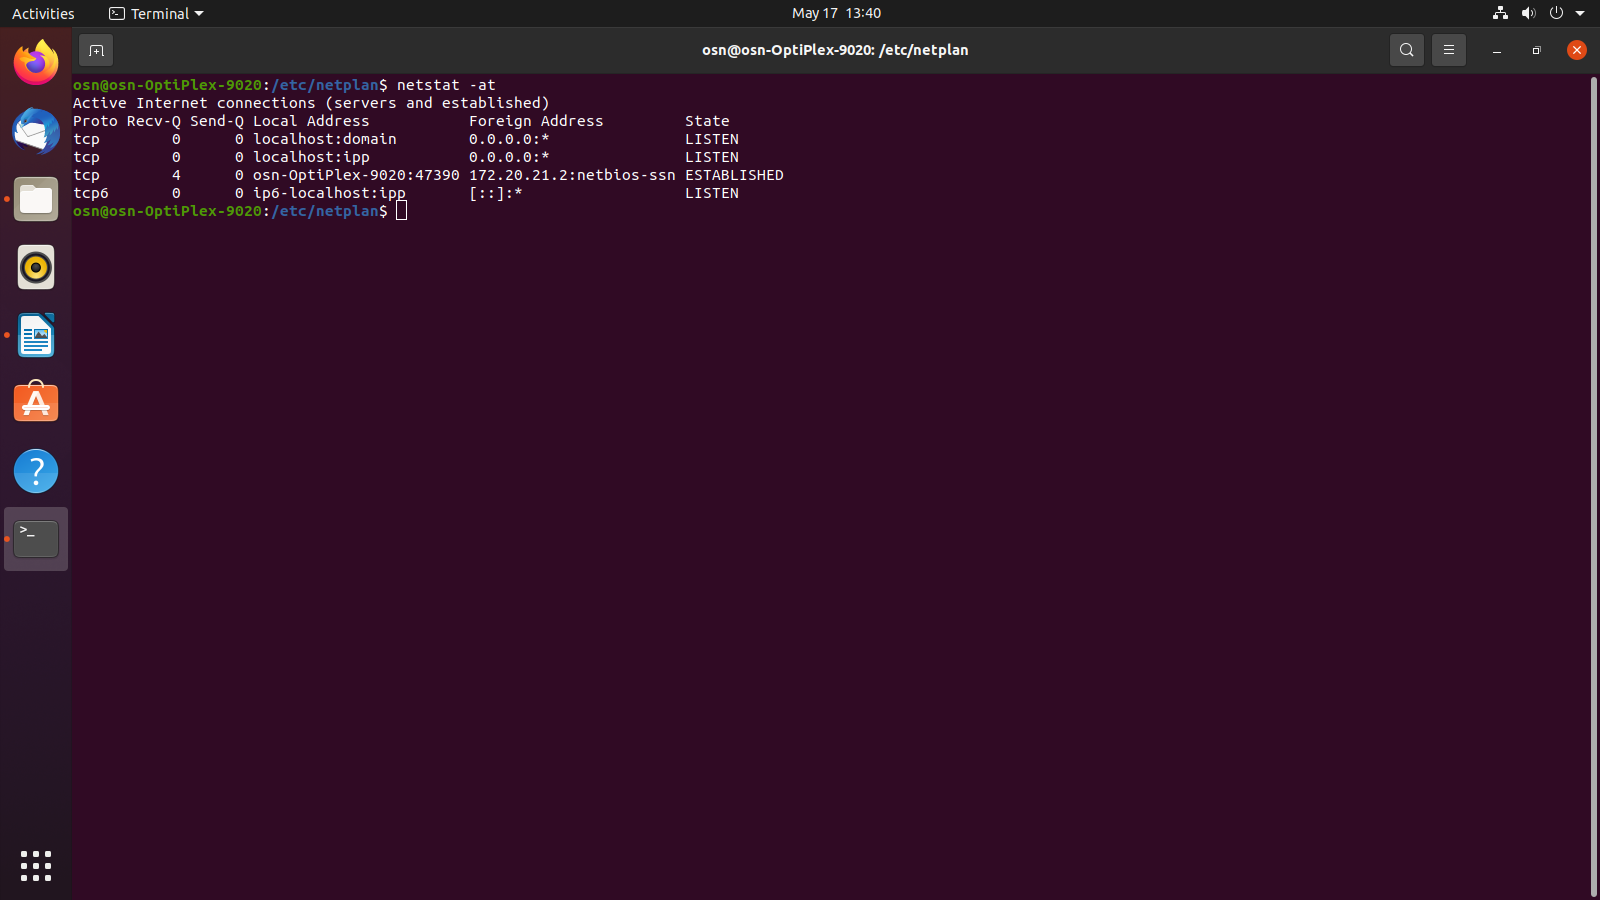 Activities Terminal May 17 13:40
osn@osn-OptiPlex-9020: /etc/netplan
osn@osn-OptiPlex-9020:/etc/netplan$ netstat -at
Active Internet connections (servers and established)
Proto Recv-Q Send-Q Local Address           Foreign Address         State
tcp        0      0 localhost:domain        0.0.0.0:*               LISTEN
tcp        0      0 localhost:ipp           0.0.0.0:*               LISTEN
tcp        4      0 osn-OptiPlex-9020:47390 172.20.21.2:netbios-ssn ESTABLISHED
tcp6       0      0 ip6-localhost:ipp       [::]:*                  LISTEN
osn@osn-OptiPlex-9020:/etc/netplan$
?
>_